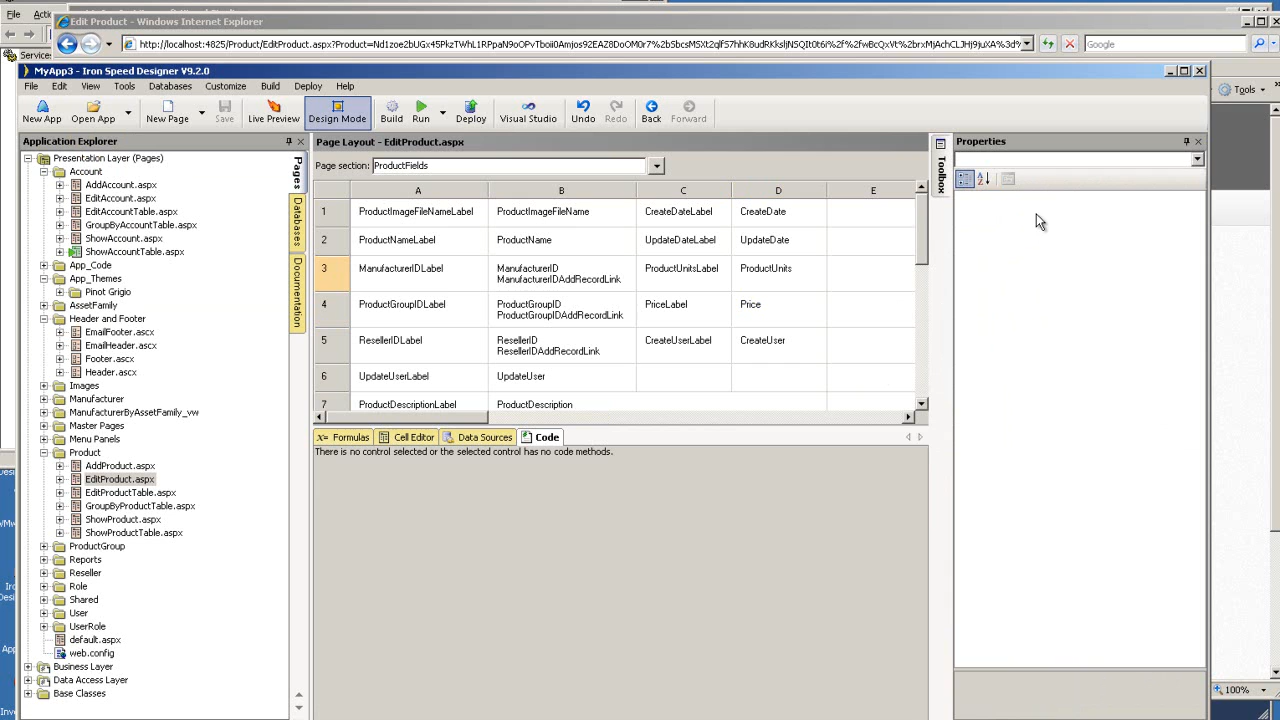 Edit Product - Windows Internet Explorer
File Acti
Services
Google
Tools
MyApp3 - Iron Speed Designer V9.2.0
File Edit View Tools Databases Customize Build Deploy Help
New App Open App New Page Save Live Preview Design Mode Build Run Deploy Visual Studio Undo Redo Back Forward
Application Explorer
Presentation Layer (Pages)
Account
AddAccount.aspx
EditAccount.aspx
EditAccountTable.aspx
GroupByAccountTable.aspx
ShowAccount.aspx
ShowAccountTable.aspx
App_Code
App_Themes
Pinot Grigio
AssetFamily
Header and Footer
EmailFooter.ascx
EmailHeader.ascx
Footer.ascx
Header.ascx
Images
Manufacturer
ManufacturerByAssetFamily_vw
Master Pages
Menu Panels
Product
AddProduct.aspx
EditProduct.aspx
EditProductTable.aspx
GroupByProductTable.aspx
ShowProduct.aspx
ShowProductTable.aspx
ProductGroup
Reports
Reseller
Role
Shared
User
UserRole
default.aspx
web.config
Business Layer
Data Access Layer
Base Classes
Pages
Databases
Documentation
Page Layout - EditProduct.aspx
Page section: ProductFields
A B C D E
1 ProductImageFileNameLabel ProductImageFileName CreateDateLabel CreateDate
2 ProductNameLabel ProductName UpdateDateLabel UpdateDate
3 ManufacturerIDLabel ManufacturerID ProductUnitsLabel ProductUnits
ManufacturerIDAddRecordLink
4 ProductGroupIDLabel ProductGroupID PriceLabel Price
ProductGroupIDAddRecordLink
5 ResellerIDLabel ResellerID CreateUserLabel CreateUser
ResellerIDAddRecordLink
6 UpdateUserLabel UpdateUser
7 ProductDescriptionLabel ProductDescription
x= Formulas Cell Editor Data Sources Code
There is no control selected or the selected control has no code methods.
Toolbox
Properties
100%